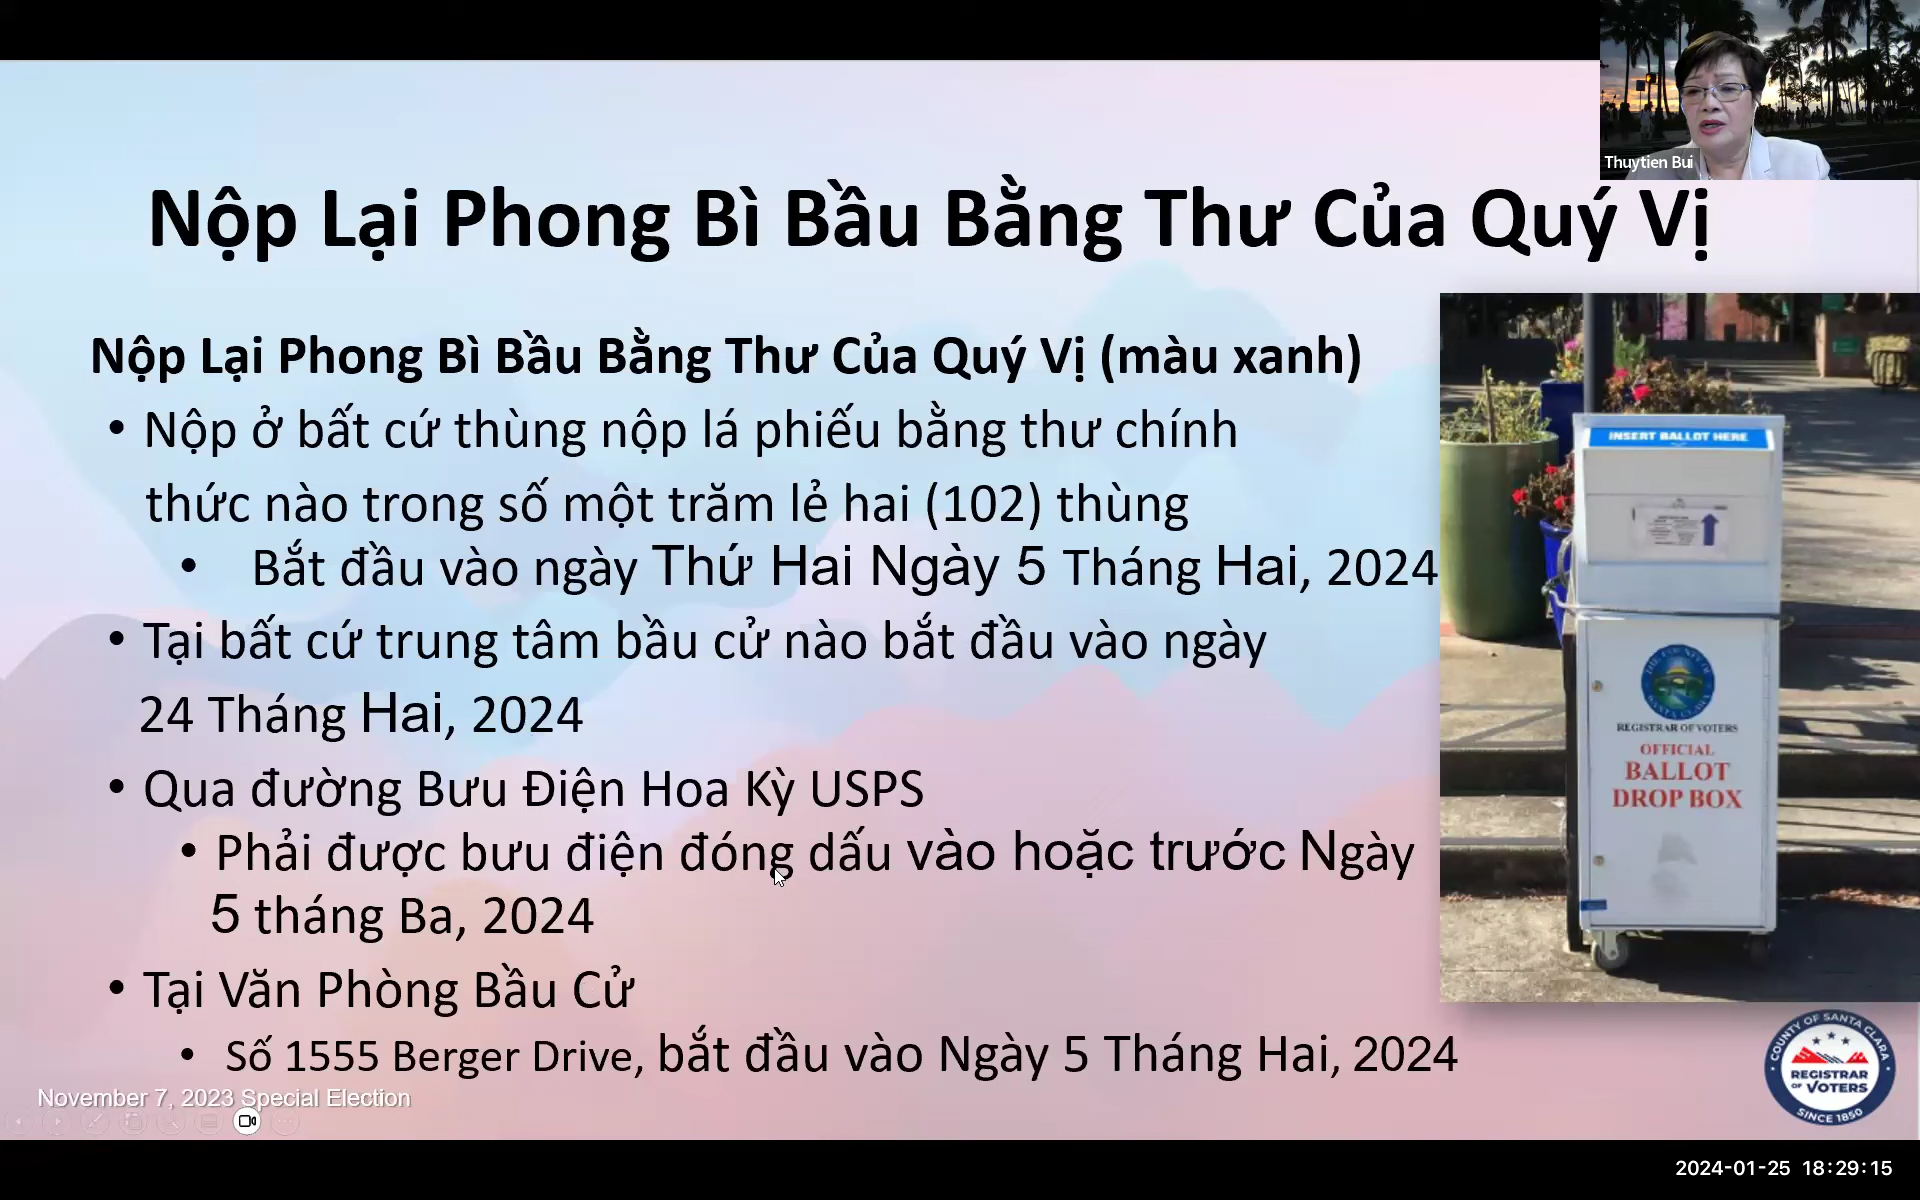 Thuytien Bui
Nộp Lại Phong Bì Bầu Bằng Thư Của Quý Vị
Nộp Lại Phong Bì Bầu Bằng Thư Của Quý Vị (màu xanh)
• Nộp ở bất cứ thùng nộp lá phiếu bằng thư chính
thức nào trong số một trăm lẻ hai (102) thùng
• Bắt đầu vào ngày Thứ Hai Ngày 5 Tháng Hai, 2024
• Tại bất cứ trung tâm bầu cử nào bắt đầu vào ngày
24 Tháng Hai, 2024
• Qua đường Bưu Điện Hoa Kỳ USPS
• Phải được bưu điện đóng dấu vào hoặc trước Ngày
5 tháng Ba, 2024
• Tại Văn Phòng Bầu Cử
• Số 1555 Berger Drive, bắt đầu vào Ngày 5 Tháng Hai, 2024
INSERT BALLOT HERE
THE COUNTY OF
SANTA CLARA
REGISTRAR OF VOTERS
OFFICIAL
BALLOT
DROP BOX
November 7, 2023 Special Election
COUNTY OF SANTA CLARA
REGISTRAR
OF VOTERS
SINCE 1850
2024-01-25 18:29:15